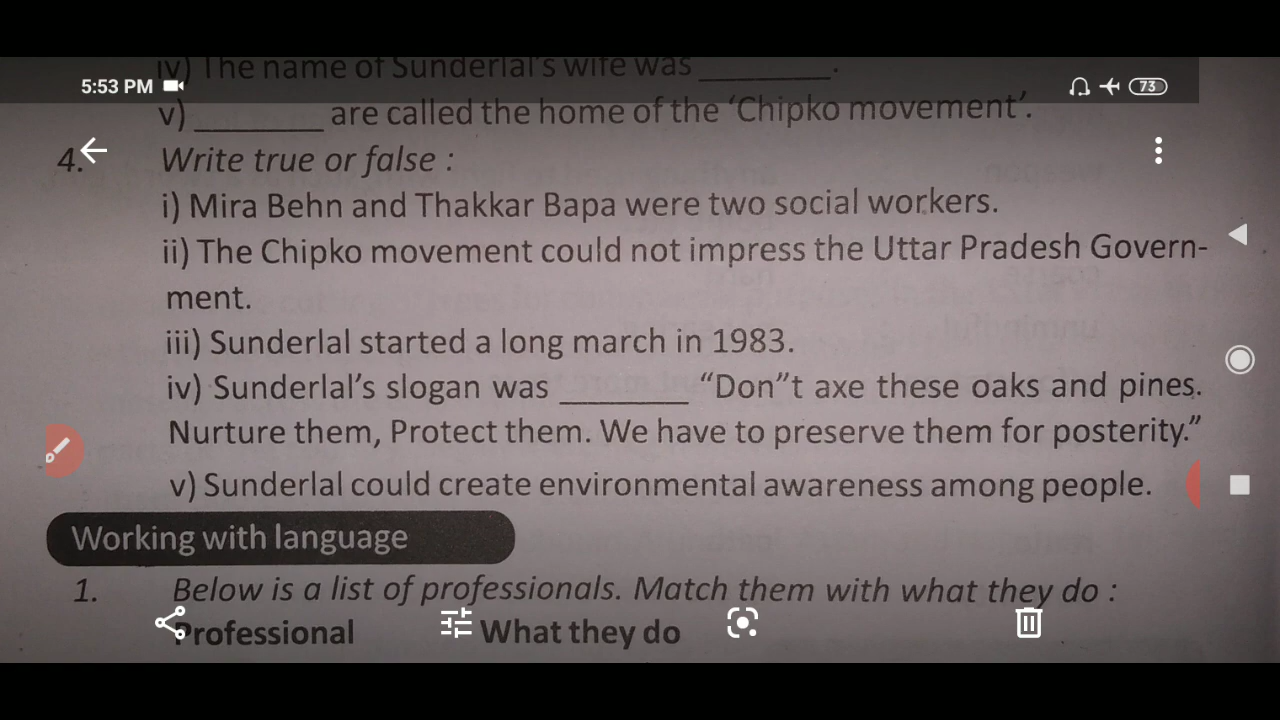 iv) The name of Sunderlal's wife was ________.
5:53 PM 73
v) ________ are called the home of the 'Chipko movement'.
4. Write true or false :
i) Mira Behn and Thakkar Bapa were two social workers.
ii) The Chipko movement could not impress the Uttar Pradesh Govern-
ment.
iii) Sunderlal started a long march in 1983.
iv) Sunderlal's slogan was ________ "Don"t axe these oaks and pines.
Nurture them, Protect them. We have to preserve them for posterity."
v) Sunderlal could create environmental awareness among people.
Working with language
1. Below is a list of professionals. Match them with what they do :
Professional What they do